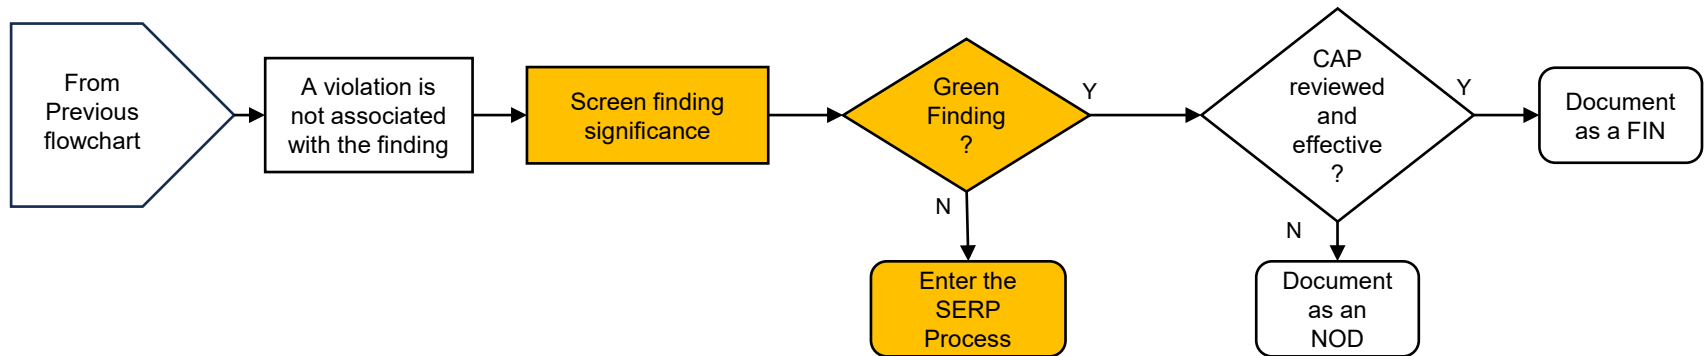 From
Previous
flowchart
A violation is
not associated
with the finding
Screen finding
significance
Green
Finding
?
Y
N
Enter the
SERP
Process
CAP
reviewed
and
effective
?
Y
N
Document
as a FIN
Document
as an
NOD